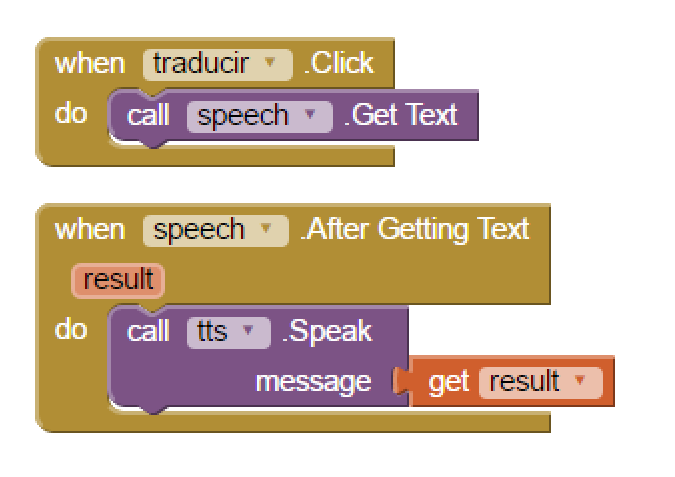 when traducir .Click
do call speech .Get Text
when speech .After Getting Text
result
do call tts .Speak
message get result